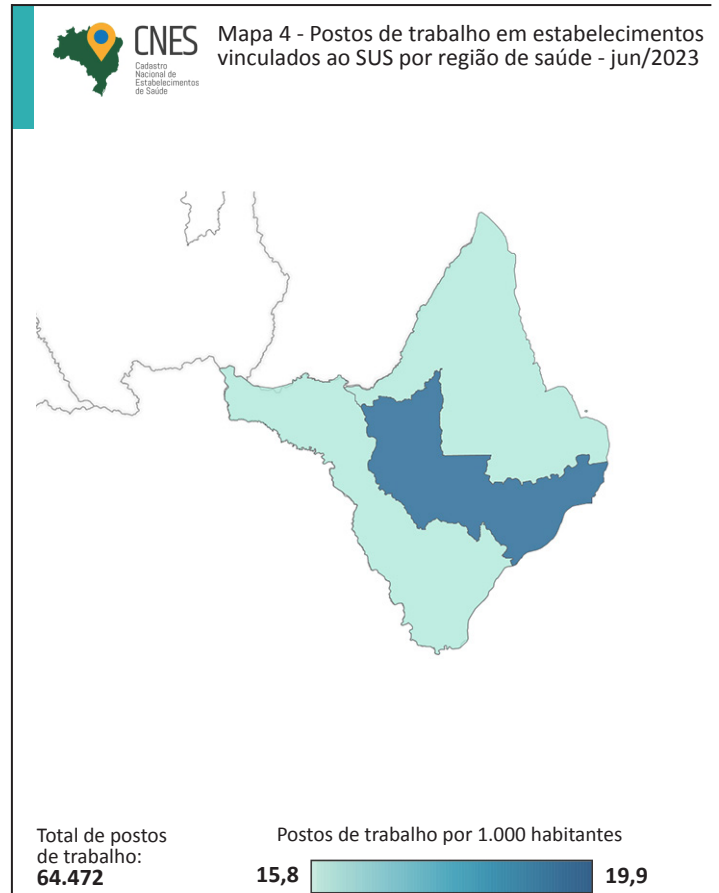 CNES
Cadastro
Nacional de
Estabelecimentos
de Saúde
Mapa 4 - Postos de trabalho em estabelecimentos
vinculados ao SUS por região de saúde - jun/2023
Total de postos
de trabalho:
64.472
Postos de trabalho por 1.000 habitantes
15,8
19,9